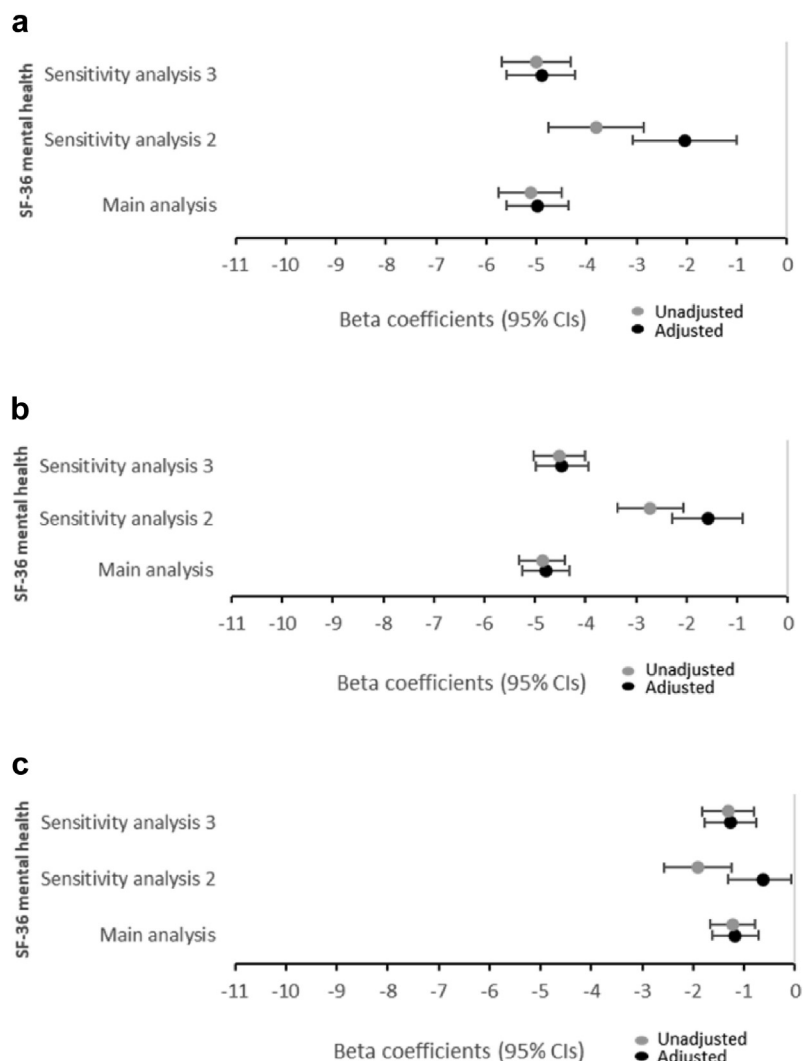 a
SF-36 mental health
Sensitivity analysis 3
Sensitivity analysis 2
Main analysis
-11 -10 -9 -8 -7 -6 -5 -4 -3 -2 -1 0
Beta coefficients (95% CIs)
Unadjusted
Adjusted
b
SF-36 mental health
Sensitivity analysis 3
Sensitivity analysis 2
Main analysis
-11 -10 -9 -8 -7 -6 -5 -4 -3 -2 -1 0
Beta coefficients (95% CIs)
Unadjusted
Adjusted
c
SF-36 mental health
Sensitivity analysis 3
Sensitivity analysis 2
Main analysis
-11 -10 -9 -8 -7 -6 -5 -4 -3 -2 -1 0
Beta coefficients (95% CIs)
Unadjusted
Adjusted